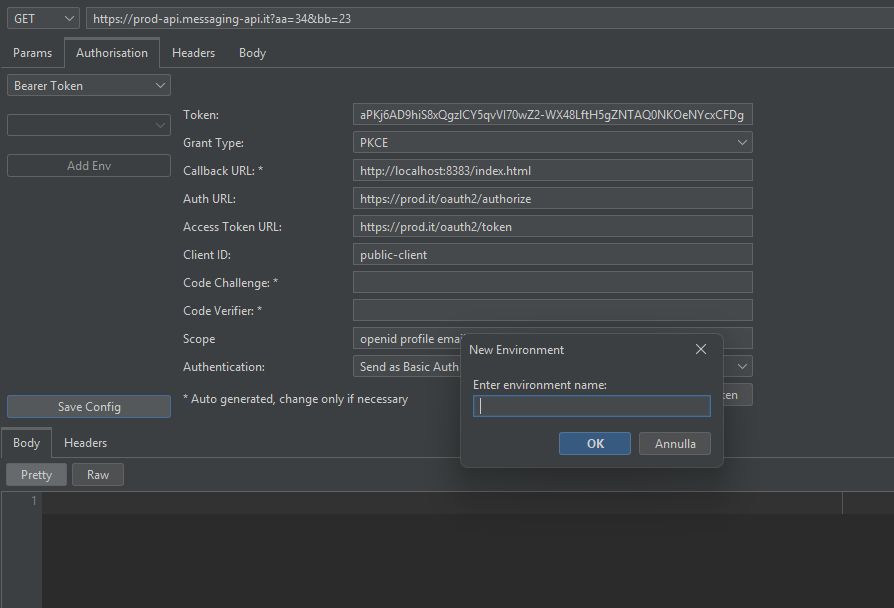 GET https://prod-api.messaging-api.it?aa=34&bb=23
Params Authorisation Headers Body
Bearer Token
Add Env
Token: aPKj6AD9hiS8xQgzICY5qvVl70wZ2-WX48LftH5gZNTAQ0NKOeNYcxCFDg
Grant Type: PKCE
Callback URL: * http://localhost:8383/index.html
Auth URL: https://prod.it/oauth2/authorize
Access Token URL: https://prod.it/oauth2/token
Client ID: public-client
Code Challenge: *
Code Verifier: *
Scope openid profile email
Authentication: Send as Basic Auth
* Auto generated, change only if necessary
Save Config
New Environment
Enter environment name:
OK Annulla
Body Headers
Pretty Raw
1